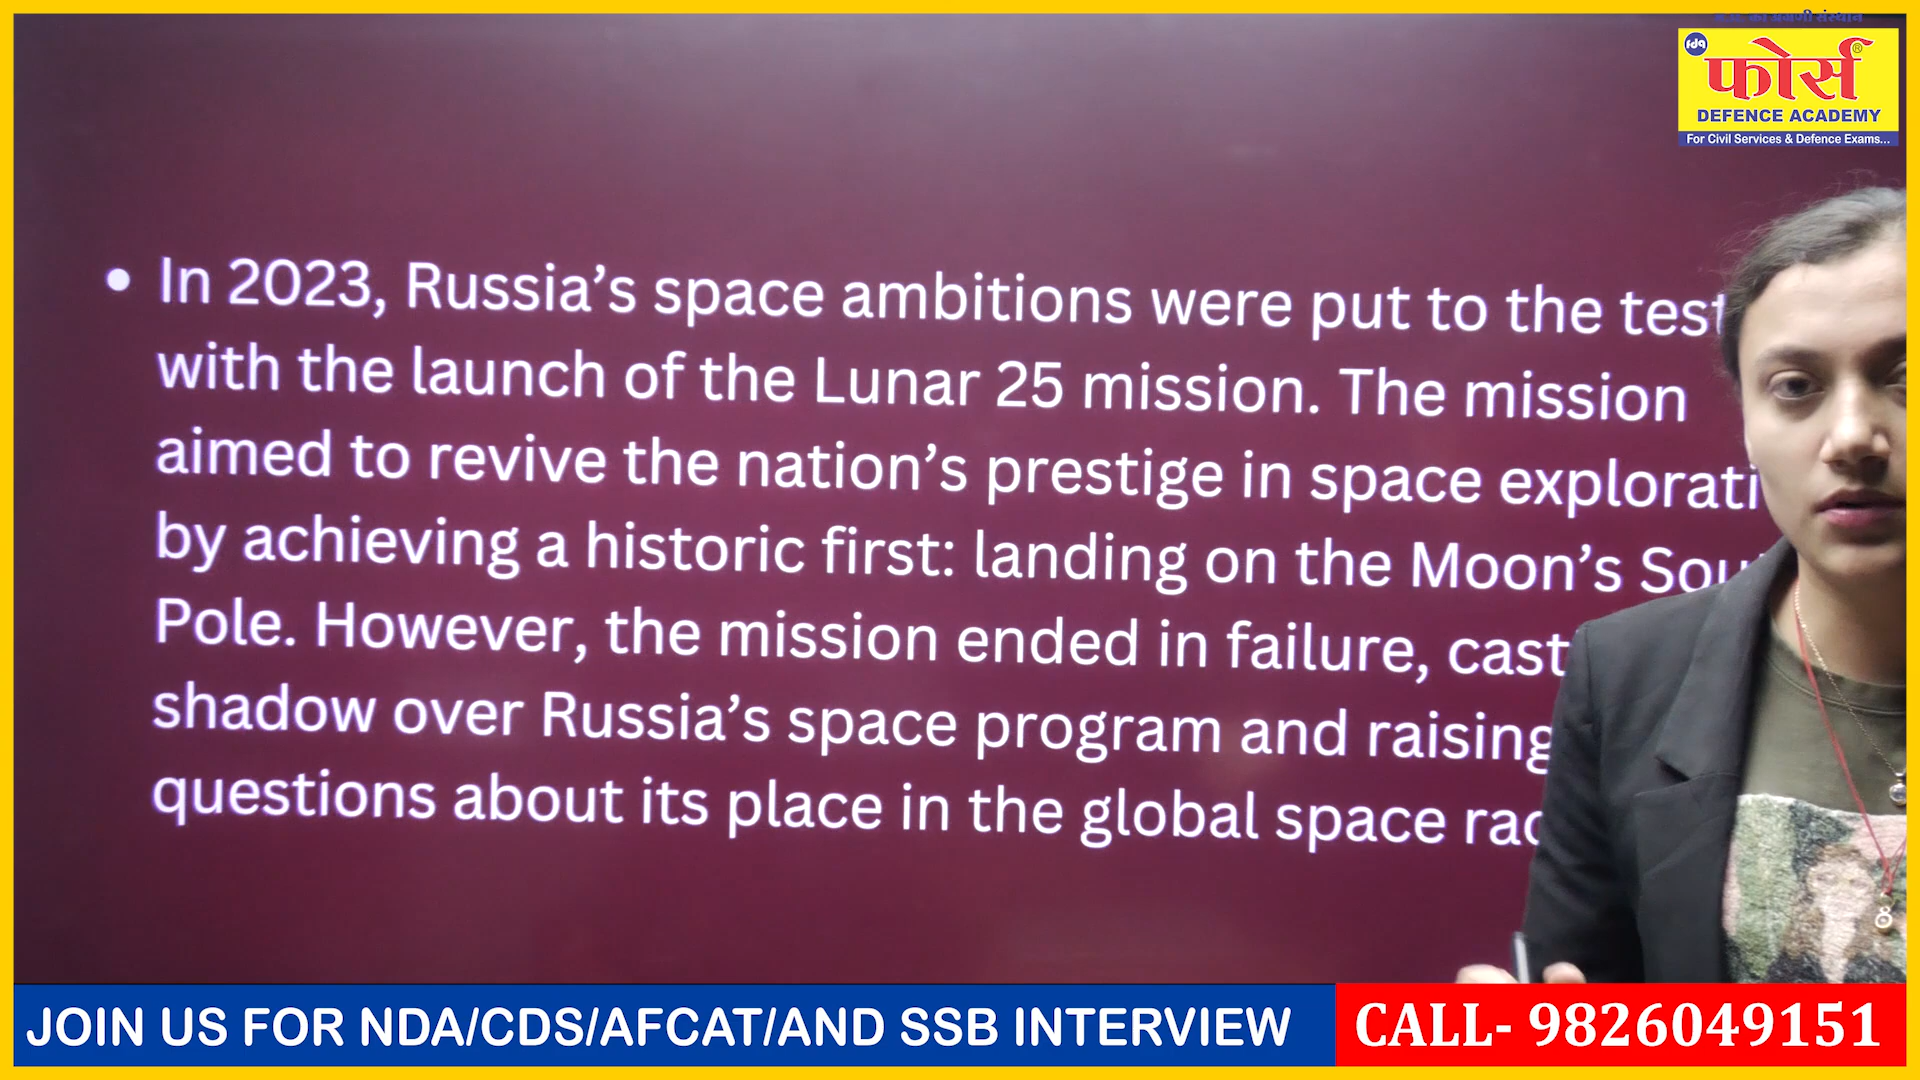 म.प्र. का अग्रणी संस्थान
fda
फोर्स®
DEFENCE ACADEMY
For Civil Services & Defence Exams...
• In 2023, Russia’s space ambitions were put to the test
with the launch of the Lunar 25 mission. The mission
aimed to revive the nation’s prestige in space explorati
by achieving a historic first: landing on the Moon’s Sou
Pole. However, the mission ended in failure, cast
shadow over Russia’s space program and raising
questions about its place in the global space rac
JOIN US FOR NDA/CDS/AFCAT/AND SSB INTERVIEW
CALL- 9826049151